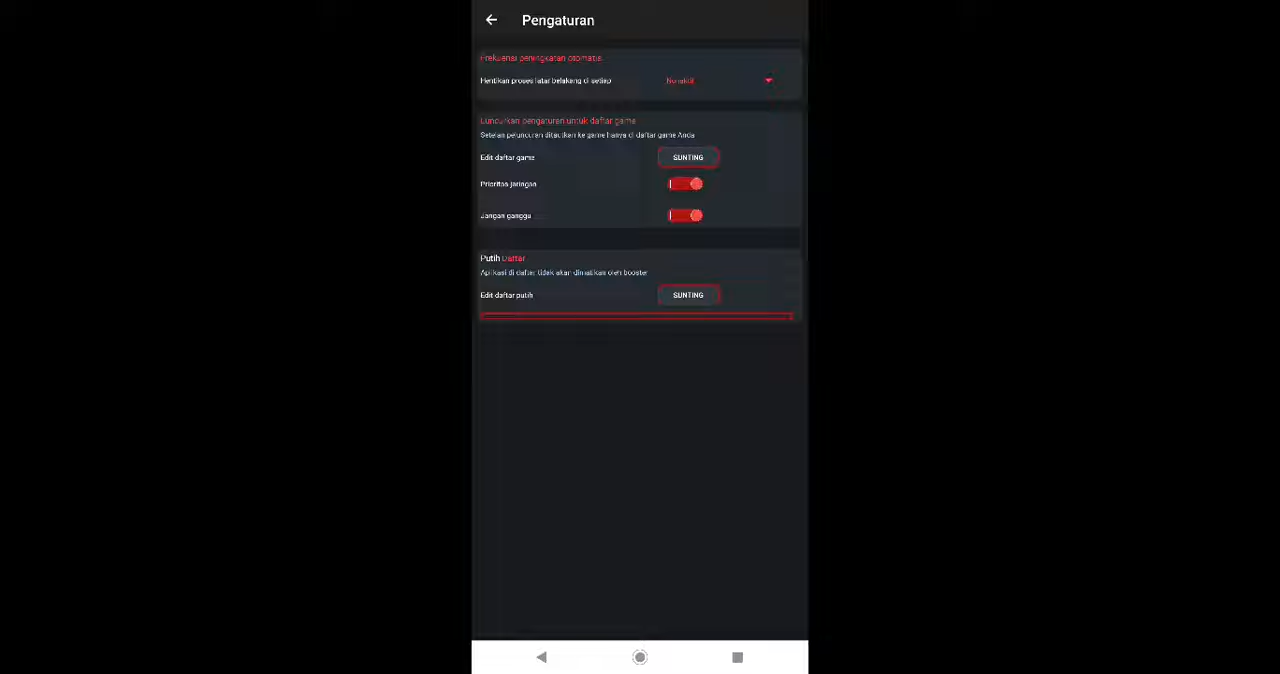 Pengaturan
Frekuensi peningkatan otomatis
Hentikan proses latar belakang di setiap
Luncurkan pengaturan untuk daftar game
Setelan peluncuran ditautkan ke game hanya di daftar game Anda
Edit daftar game SUNTING
Prioritas jaringan
Jangan ganggu
Putih Daftar
Aplikasi di daftar tidak akan dimatikan oleh booster
Edit daftar putih SUNTING